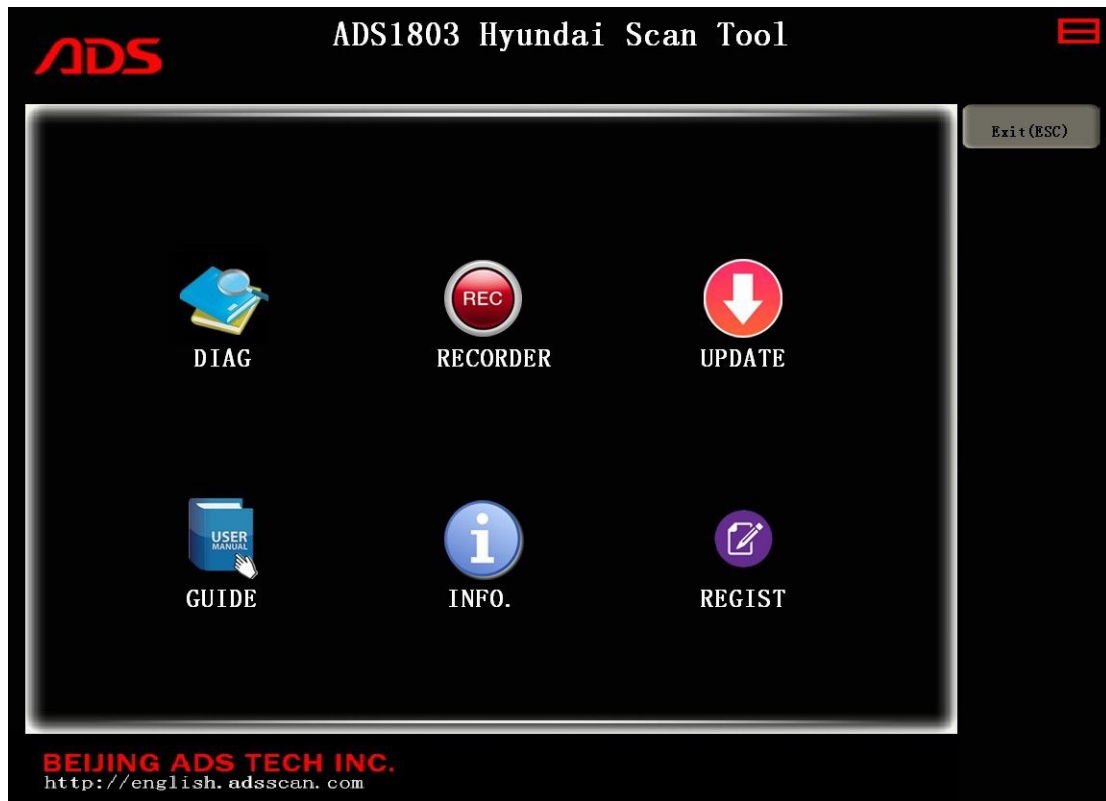 ADS
ADS1803 Hyundai Scan Tool
Exit(ESC)
REC
DIAG
RECORDER
UPDATE
USER
MANUAL
GUIDE
INFO.
REGIST
BEIJING ADS TECH INC.
http://english.adsscan.com